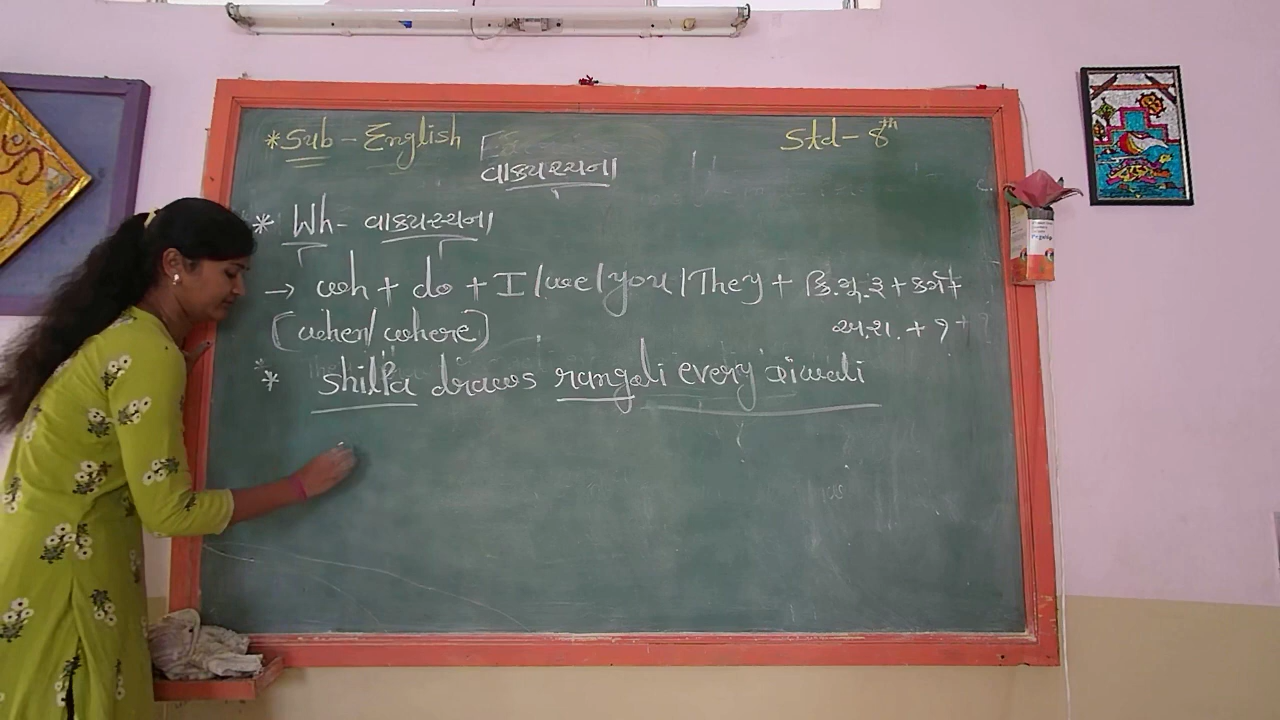 * Sub - English
Std - 8th
વાક્યરચના
* Wh - વાક્યરચના
→ wh + do + I / we / you / They + ક્રિ.મૂ.રૂ + કર્મ +
(when / where)
અ.શ. + ?
* shilpa draws rangoli every diwali